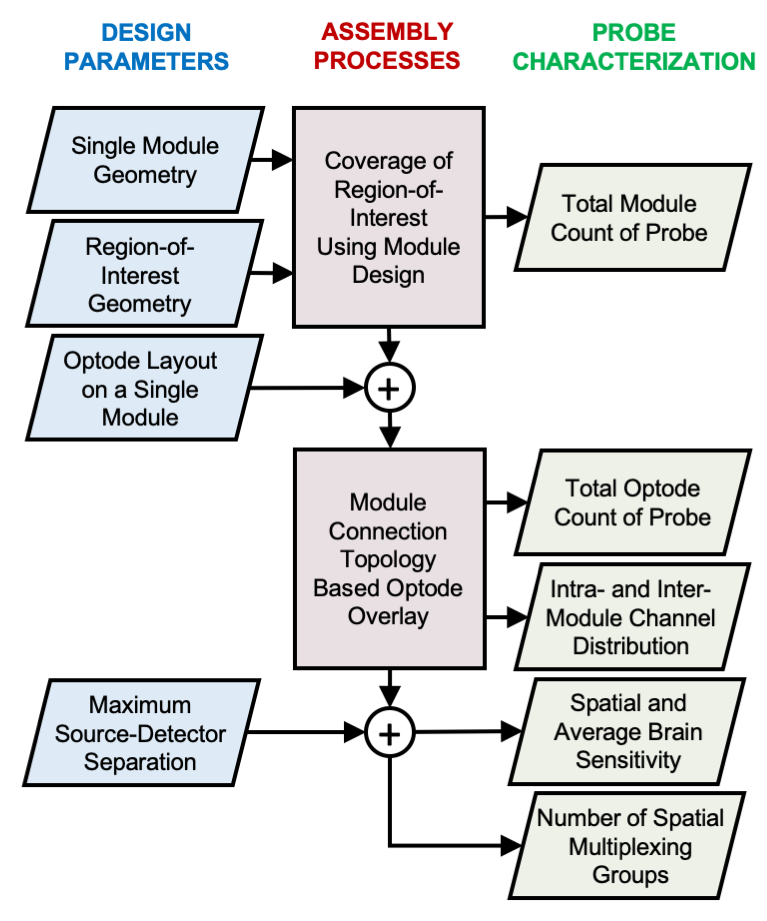 DESIGN
PARAMETERS
ASSEMBLY
PROCESSES
PROBE
CHARACTERIZATION
Single Module
Geometry
Region-of-
Interest
Geometry
Optode Layout
on a Single
Module
Maximum
Source-Detector
Separation
Coverage of
Region-of-
Interest
Using Module
Design
+
Module
Connection
Topology
Based Optode
Overlay
+
Total Module
Count of Probe
Total Optode
Count of Probe
Intra- and Inter-
Module Channel
Distribution
Spatial and
Average Brain
Sensitivity
Number of Spatial
Multiplexing
Groups